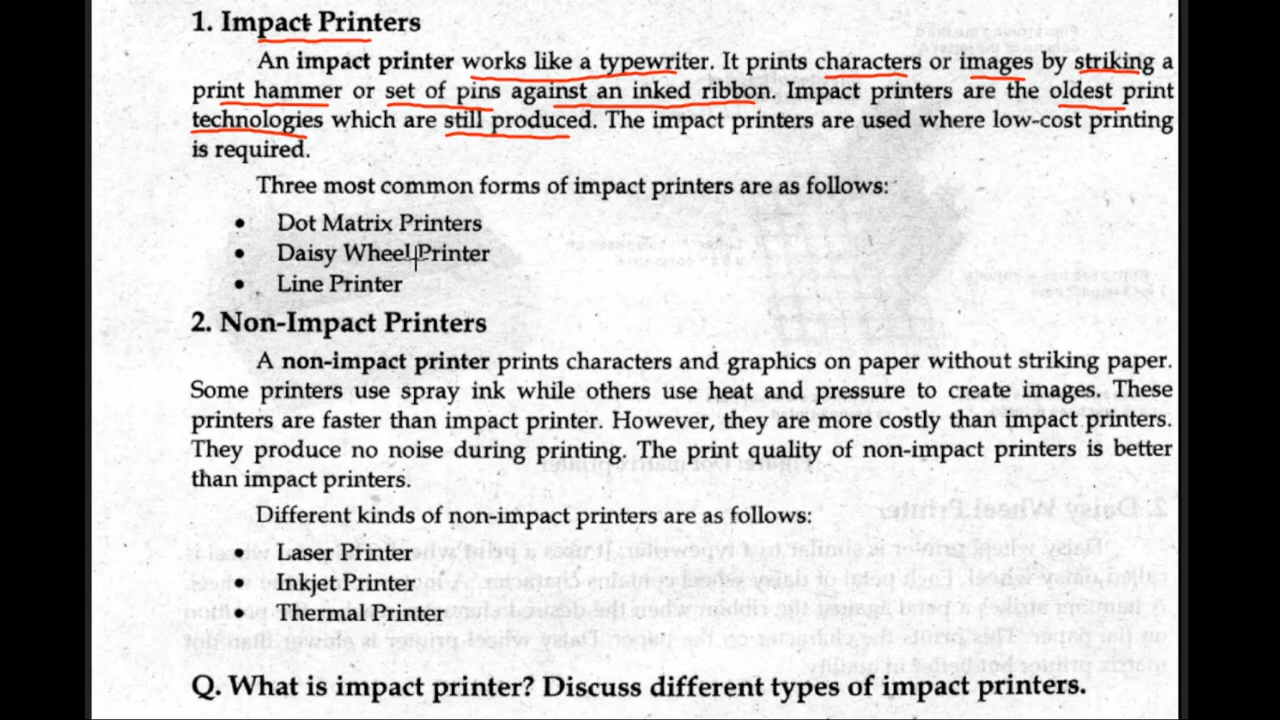 1. Impact Printers
An impact printer works like a typewriter. It prints characters or images by striking a
print hammer or set of pins against an inked ribbon. Impact printers are the oldest print
technologies which are still produced. The impact printers are used where low-cost printing
is required.
Three most common forms of impact printers are as follows:
• Dot Matrix Printers
• Daisy Wheel Printer
• Line Printer
2. Non-Impact Printers
A non-impact printer prints characters and graphics on paper without striking paper.
Some printers use spray ink while others use heat and pressure to create images. These
printers are faster than impact printer. However, they are more costly than impact printers.
They produce no noise during printing. The print quality of non-impact printers is better
than impact printers.
Different kinds of non-impact printers are as follows:
• Laser Printer
• Inkjet Printer
• Thermal Printer
Q. What is impact printer? Discuss different types of impact printers.